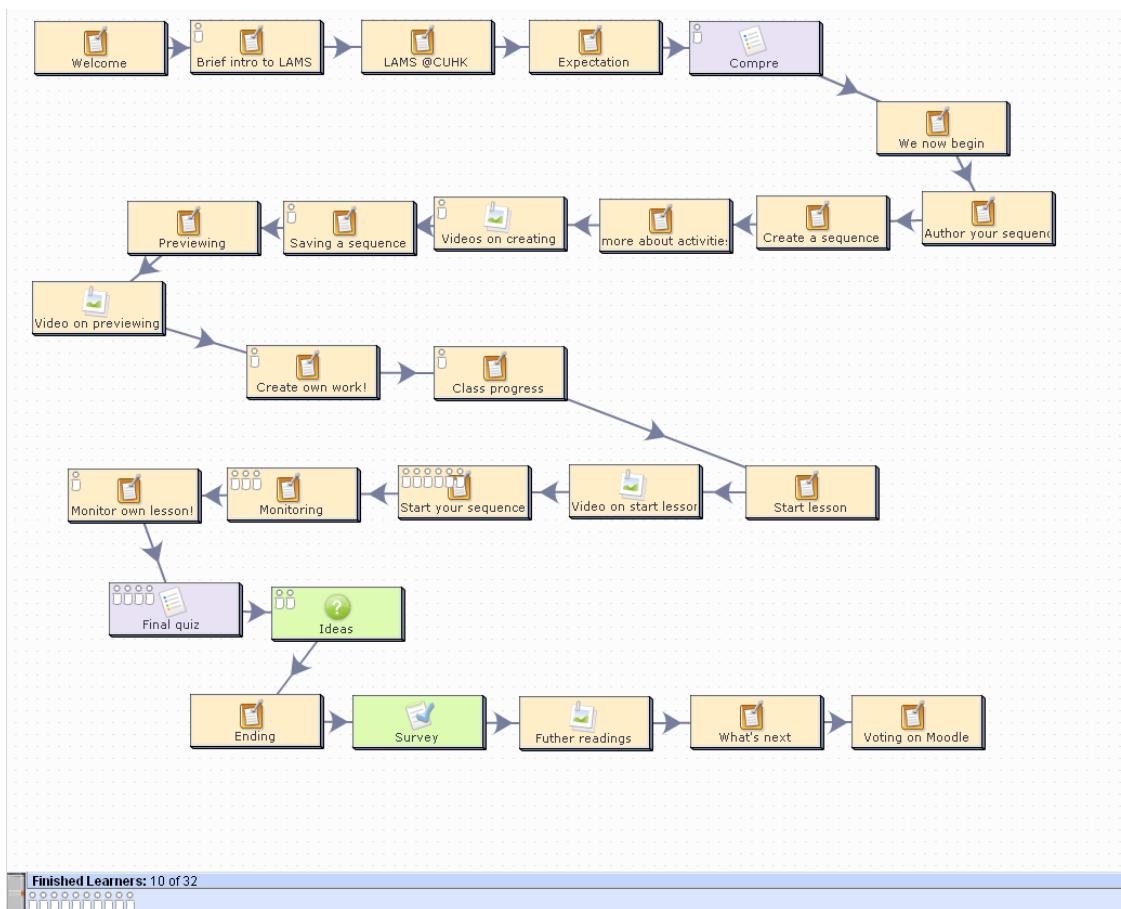 Welcome
Brief intro to LAMS
LAMS @CUHK
Expectation
Compre
We now begin
Author your sequenc
Create a sequence
more about activities
Videos on creating
Saving a sequence
Previewing
Video on previewing
Create own work!
Class progress
Start lesson
Video on start lesson
Start your sequence
Monitoring
Monitor own lesson!
Final quiz
?
Ideas
Ending
Survey
Futher readings
What's next
Voting on Moodle
Finished Learners: 10 of 32